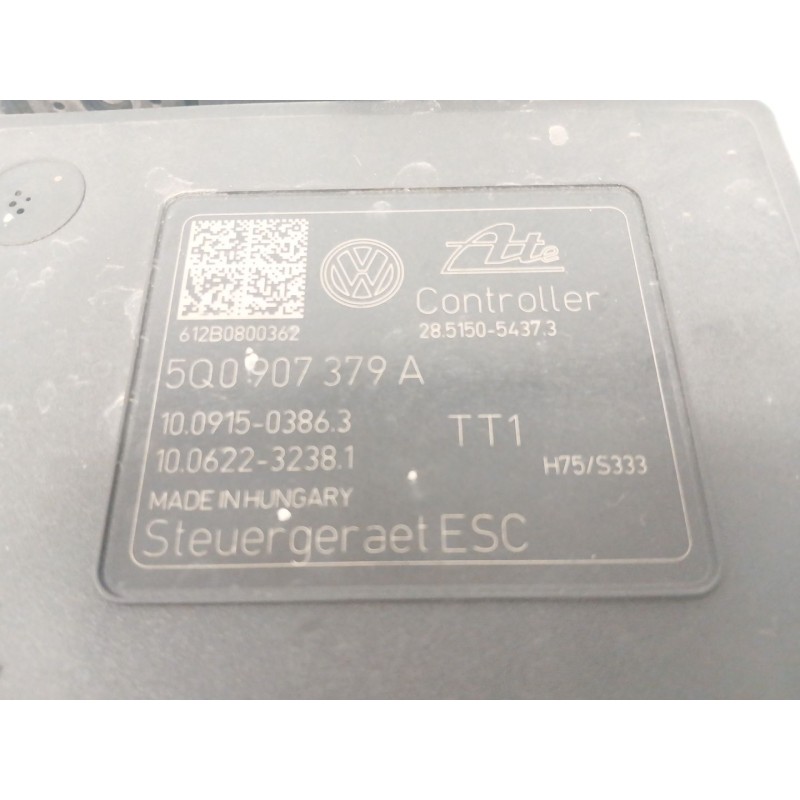 VW
Ate
Controller
28.5150-5437.3
612B0800362
5Q0 907 379 A
10.0915-0386.3
TT1
10.0622-3238.1
H75/S333
MADE IN HUNGARY
Steuergeraet ESC